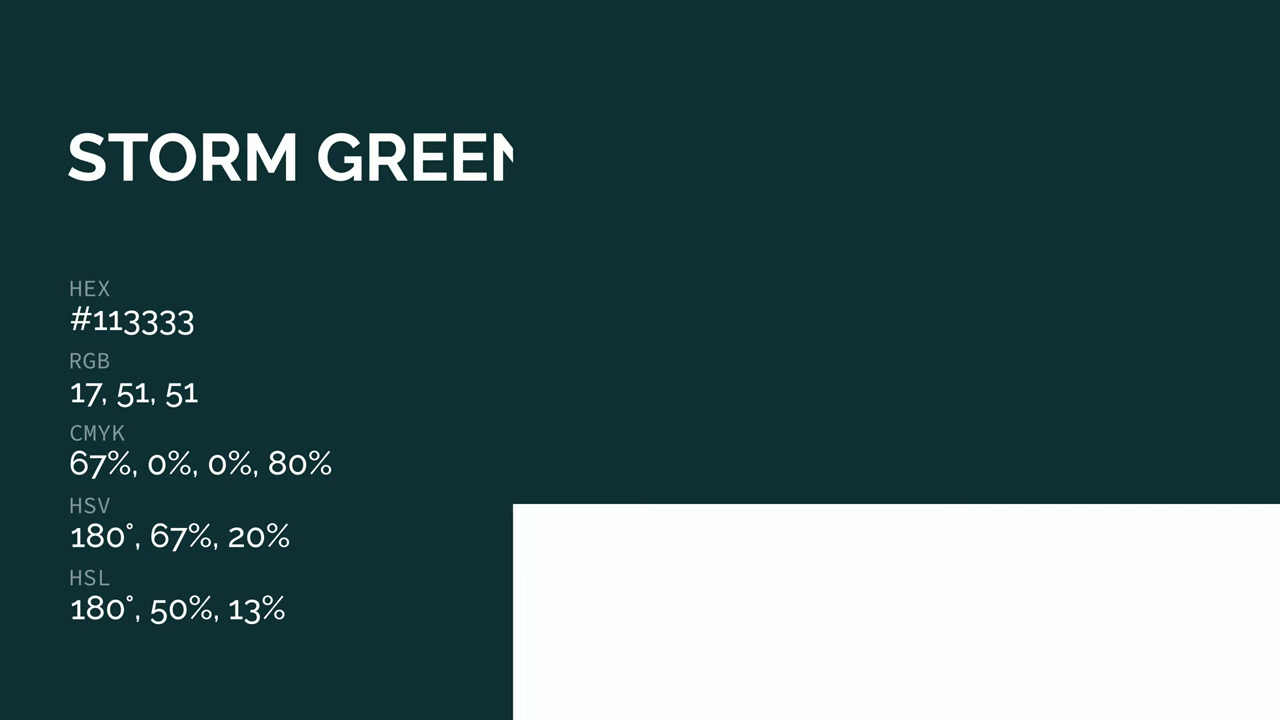 STORM GREEN
HEX
#113333
RGB
17, 51, 51
CMYK
67%, 0%, 0%, 80%
HSV
180°, 67%, 20%
HSL
180°, 50%, 13%